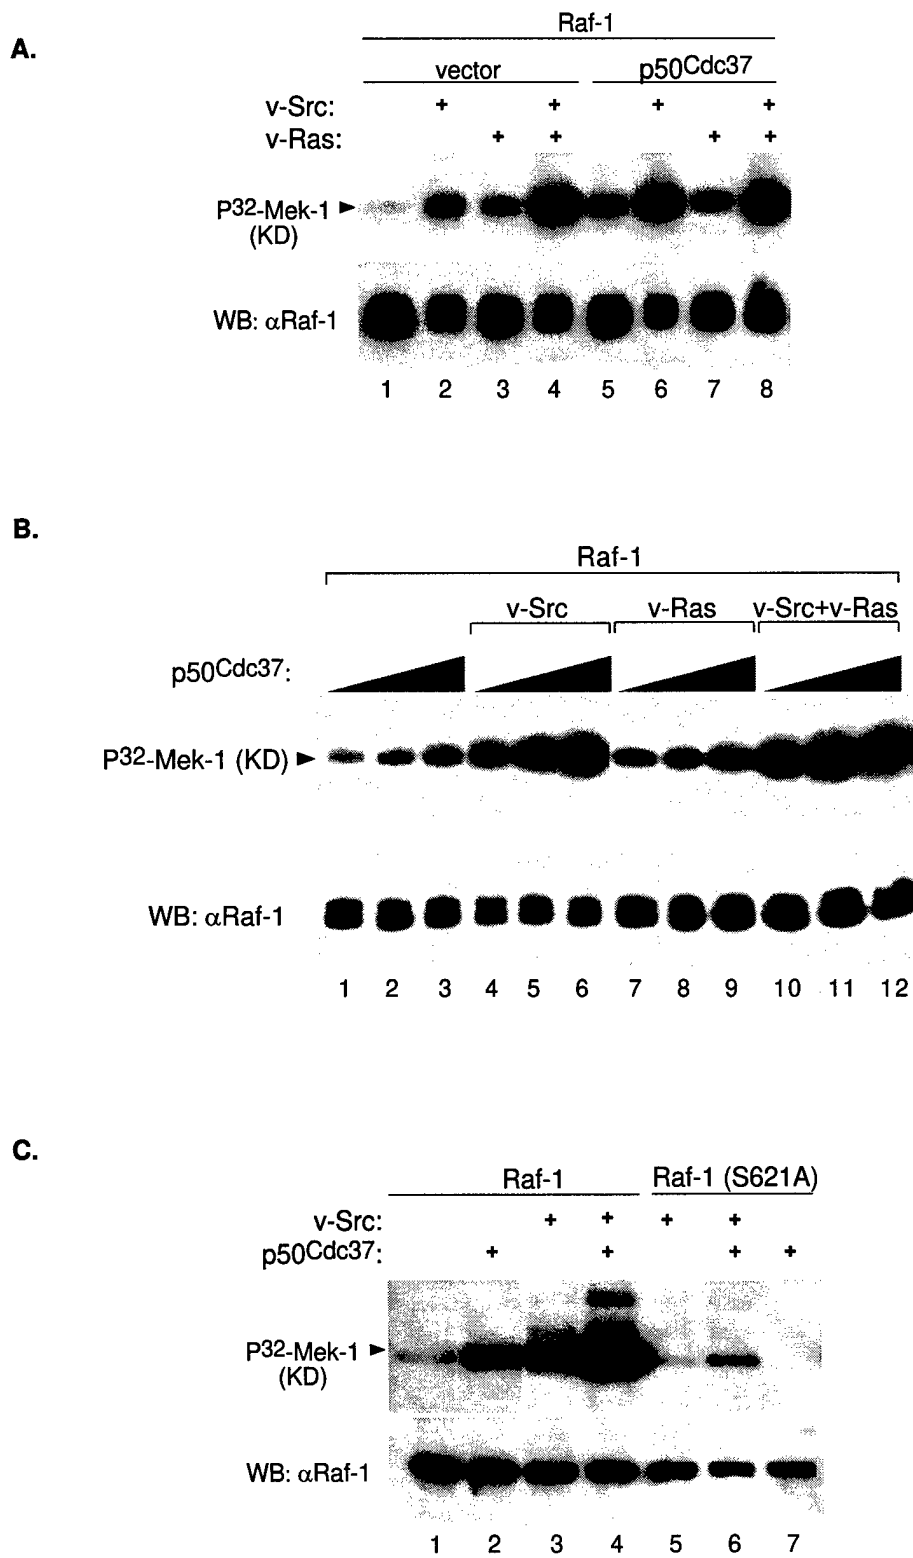 A.
Raf-1
vector p50Cdc37
v-Src: + + + +
v-Ras: + + + +
P32-Mek-1
(KD)
WB: αRaf-1
1 2 3 4 5 6 7 8
B.
Raf-1
v-Src v-Ras v-Src+v-Ras
p50Cdc37:
P32-Mek-1 (KD)
WB: αRaf-1
1 2 3 4 5 6 7 8 9 10 11 12
C.
Raf-1 Raf-1 (S621A)
v-Src: + + + +
p50Cdc37: + + + +
P32-Mek-1
(KD)
WB: αRaf-1
1 2 3 4 5 6 7